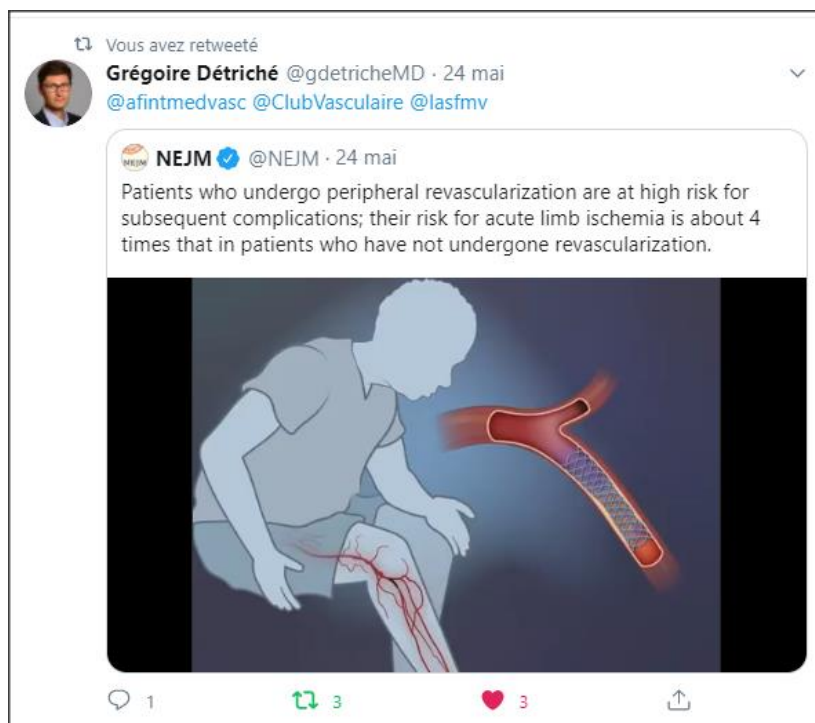 Vous avez retweeté
Grégoire Détriché @gdetricheMD · 24 mai
@afintmedvasc @ClubVasculaire @lasfmv
NEJM @NEJM · 24 mai
Patients who undergo peripheral revascularization are at high risk for
subsequent complications; their risk for acute limb ischemia is about 4
times that in patients who have not undergone revascularization.
1 3 3